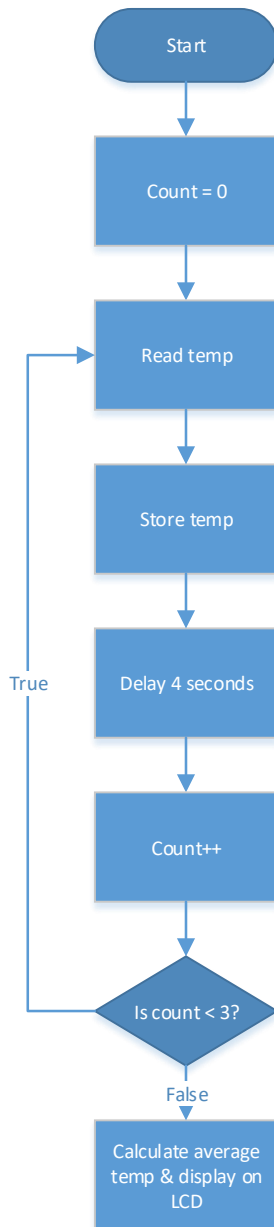 Start
Count = 0
Read temp
Store temp
True
Delay 4 seconds
Count++
Is count < 3?
False
Calculate average
temp & display on
LCD